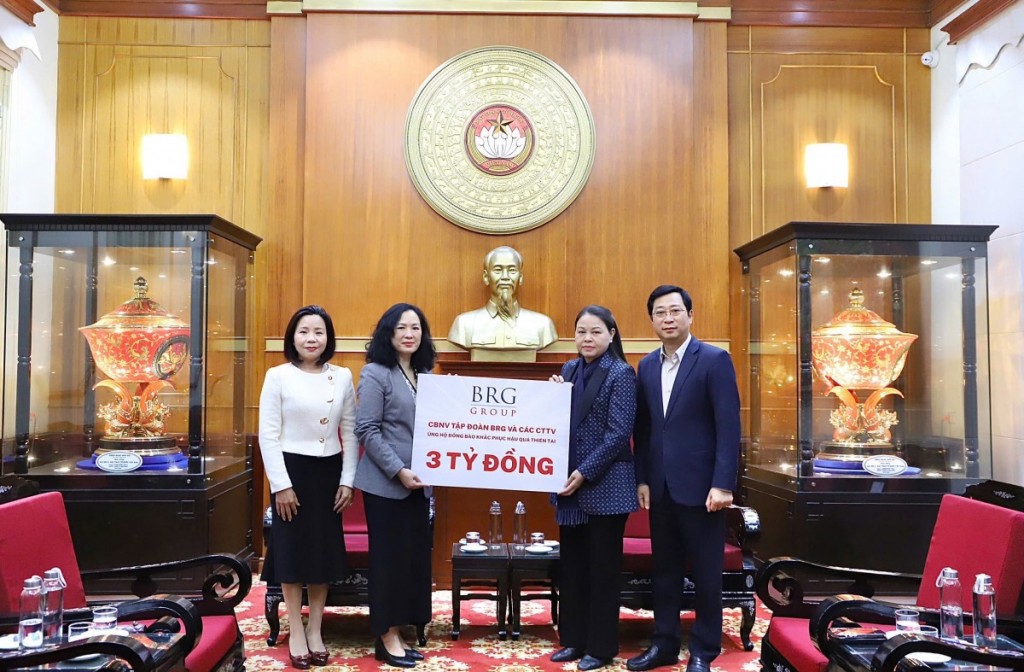 BRG
GROUP
CBNV TẬP ĐOÀN BRG VÀ CÁC CTTV
ỦNG HỘ ĐỒNG BÀO KHẮC PHỤC HẬU QUẢ THIÊN TAI
3 TỶ ĐỒNG